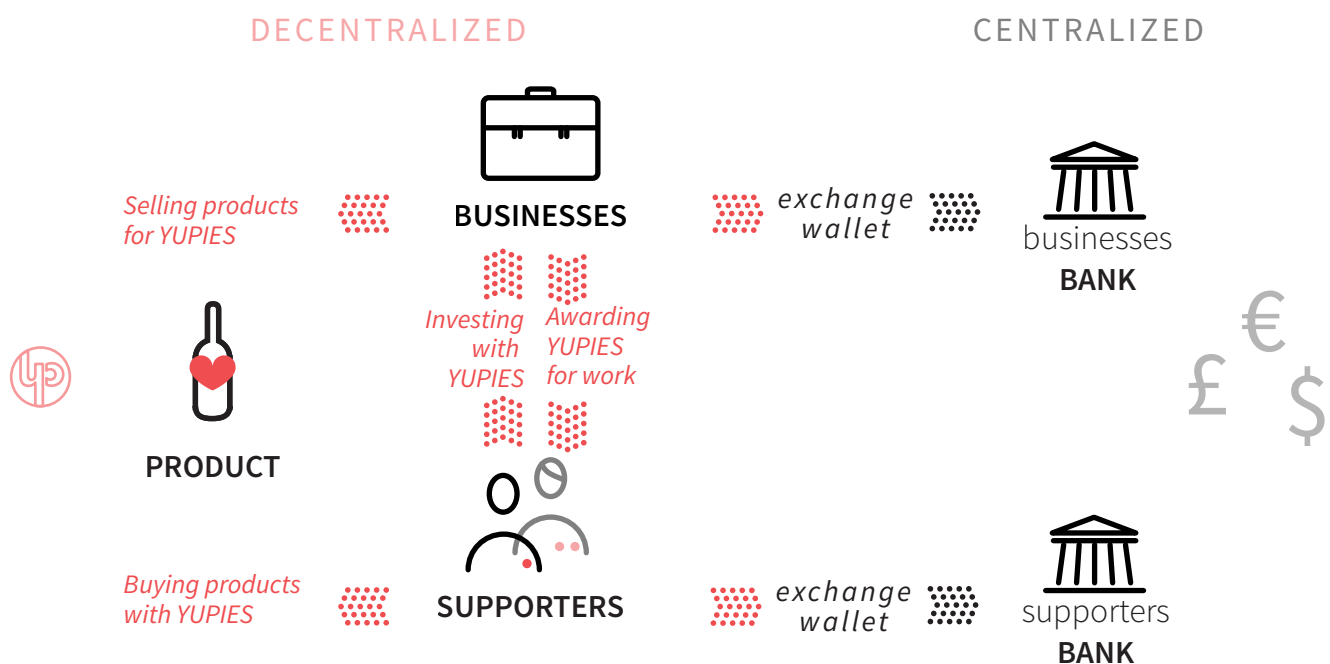 DECENTRALIZED
CENTRALIZED
Selling products
for YUPIES
BUSINESSES
exchange
wallet
businesses
BANK
Investing
with
YUPIES
Awarding
YUPIES
for work
€
£
$
PRODUCT
Buying products
with YUPIES
SUPPORTERS
exchange
wallet
supporters
BANK